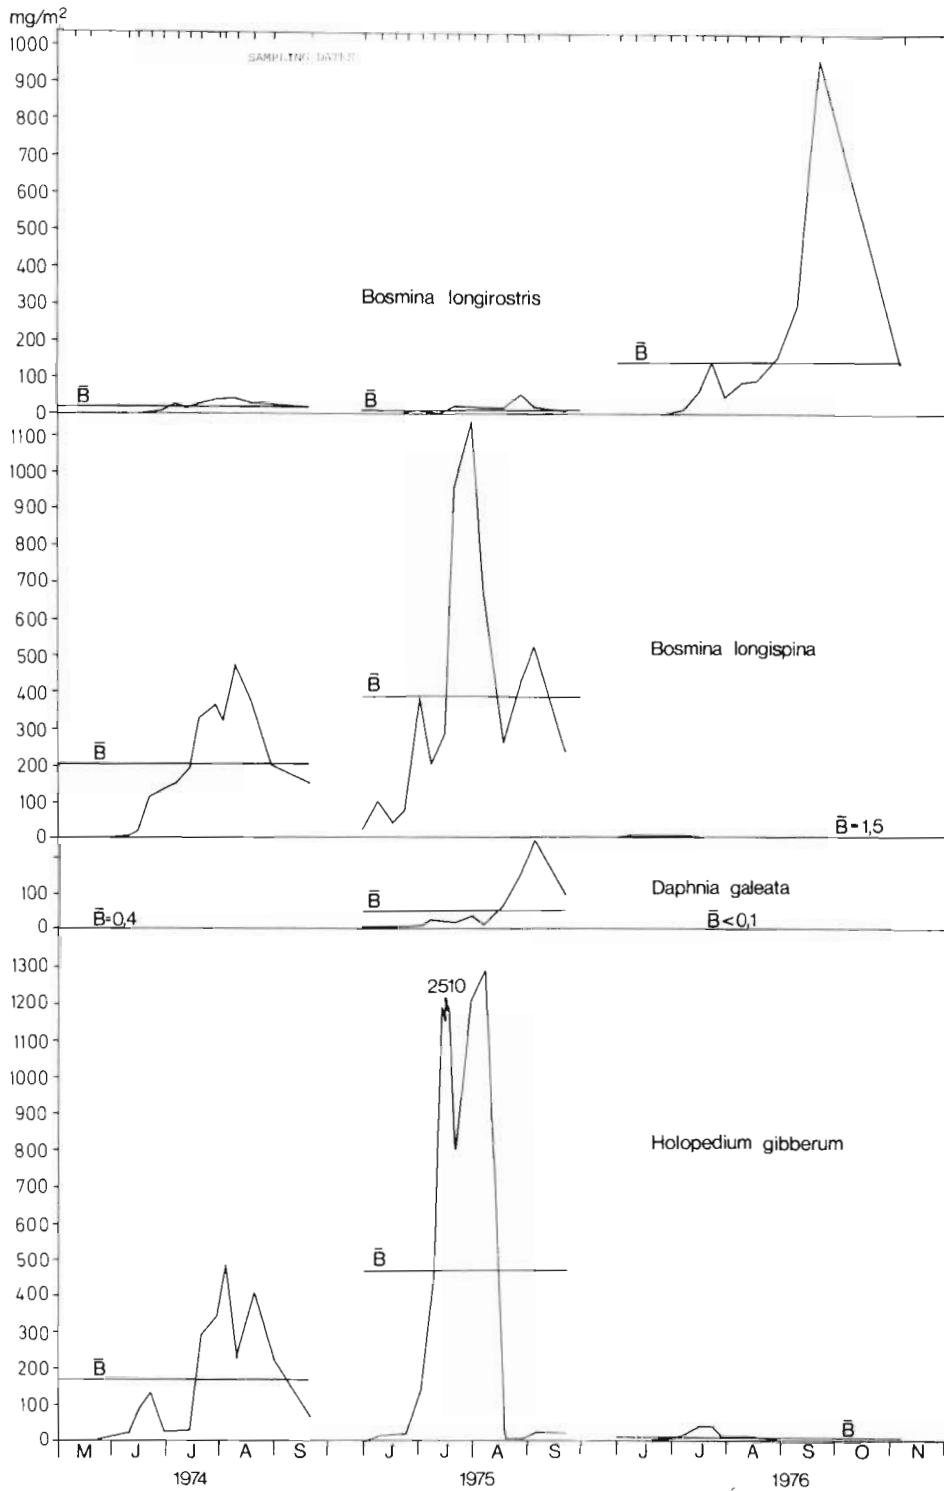 mg/m²
SAMPLING DATES
1000
900
800
700
600
500
400
300
200
100
0
Bosmina longirostris
B̄
B̄
B̄
1100
1000
900
800
700
600
500
400
300
200
100
0
Bosmina longispina
B̄
B̄
B̄=1,5
100
0
Daphnia galeata
B̄=0,4
B̄
B̄<0,1
1300
1200
1100
1000
900
800
700
600
500
400
300
200
100
0
2510
Holopedium gibberum
B̄
B̄
B̄
M J J A S J J A S J J A S O N
1974 1975 1976